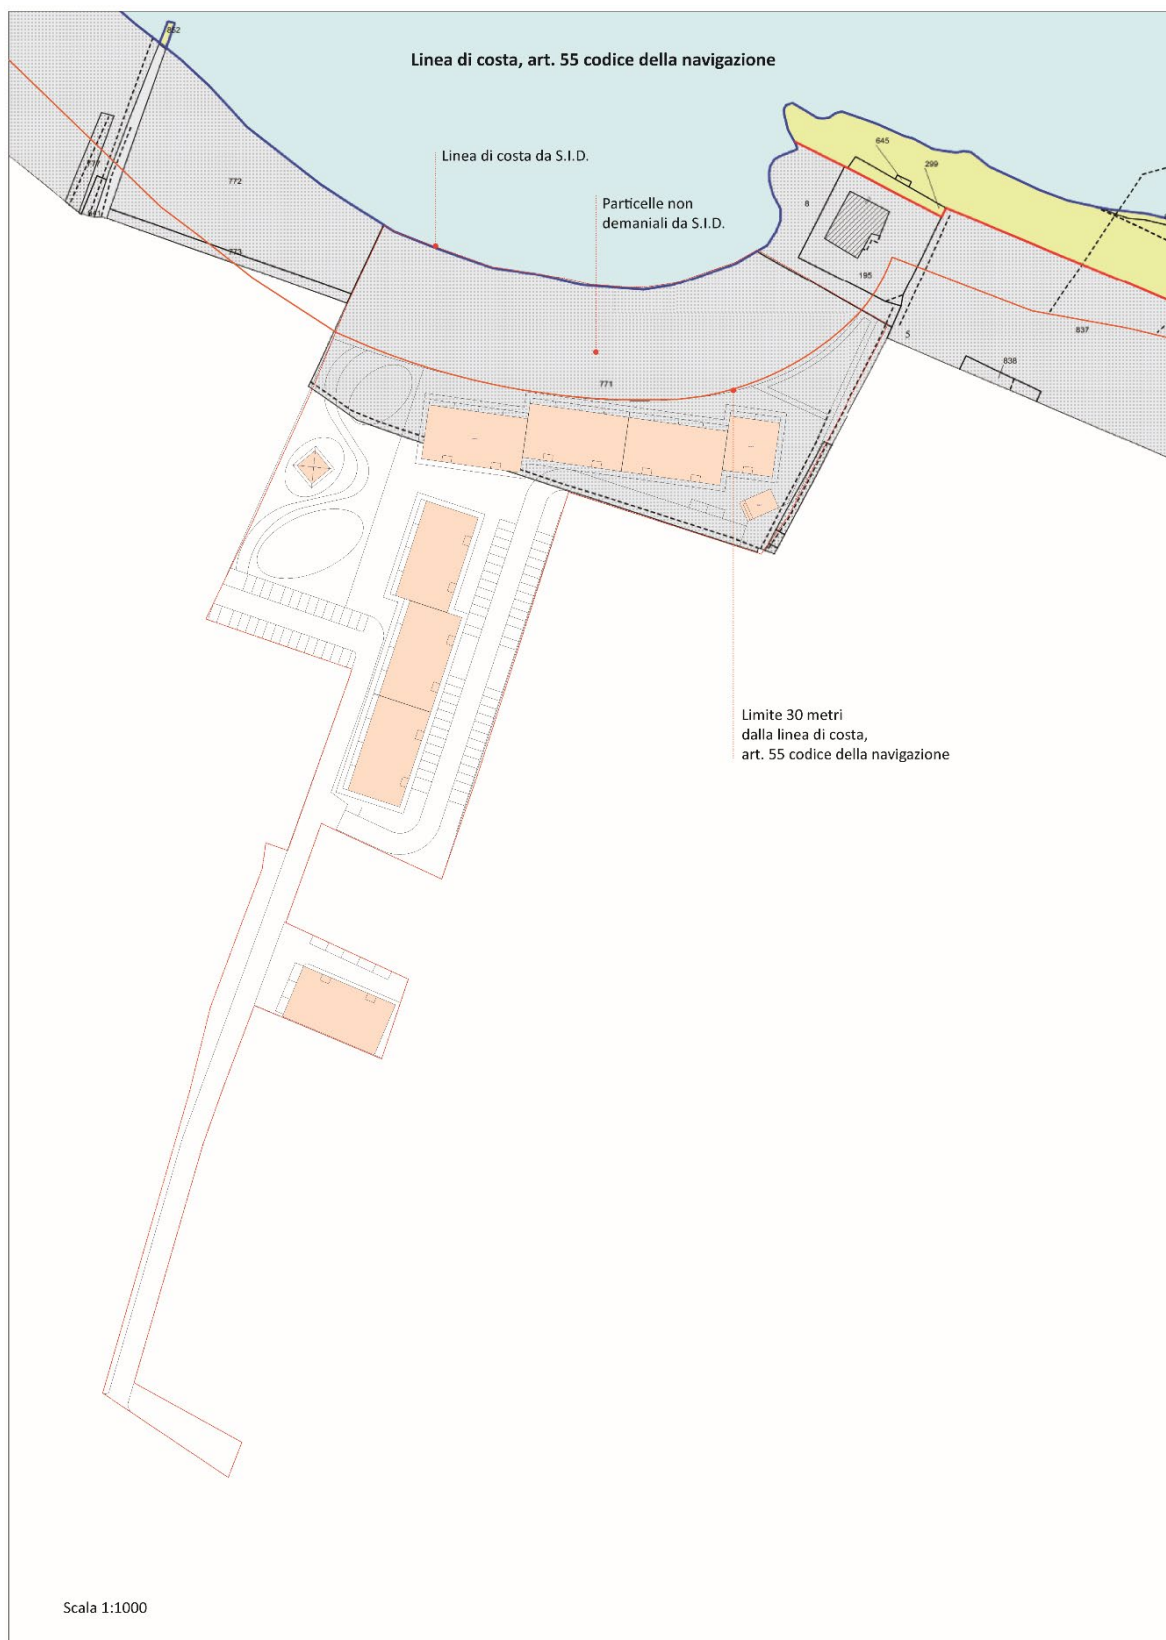 852
Linea di costa, art. 55 codice della navigazione
645
Linea di costa da S.I.D.
299
772
Particelle non
demaniali da S.I.D.
8
773
195
837
5
838
771
Limite 30 metri
dalla linea di costa,
art. 55 codice della navigazione
Scala 1:1000